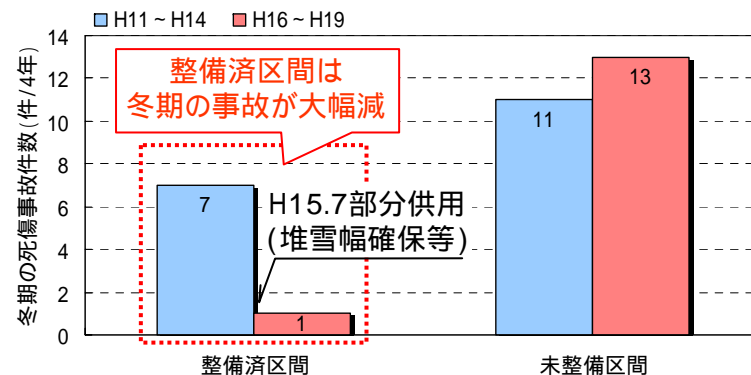 H11～H14 H16～H19
冬期の死傷事故件数(件/4年)
14
12
10
8
6
4
2
0
整備済区間は
冬期の事故が大幅減
H15.7部分供用
(堆雪幅確保等)
7
1
11
13
整備済区間
未整備区間